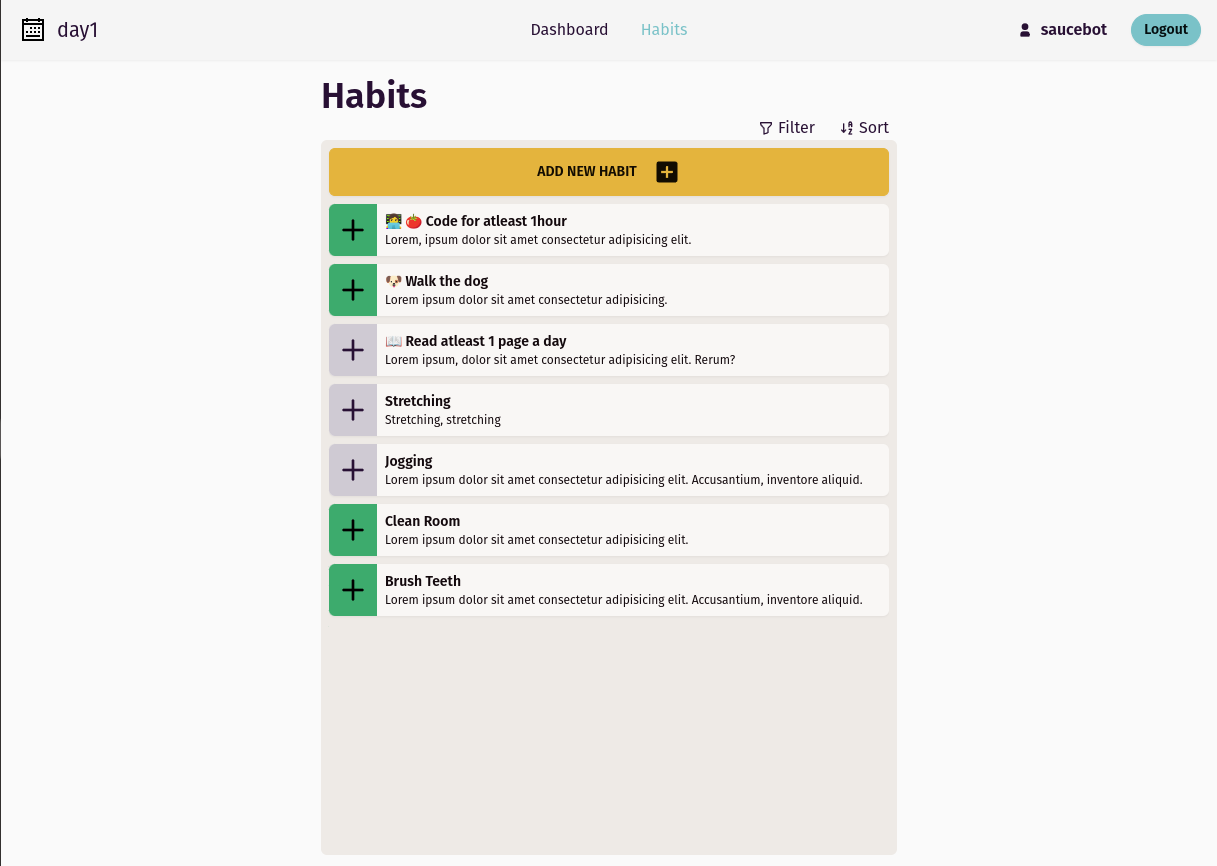 day1
Dashboard
Habits
saucebot
Logout
Habits
Filter
Sort
ADD NEW HABIT
👩‍💻 🍅 Code for atleast 1hour
Lorem, ipsum dolor sit amet consectetur adipisicing elit.
🐶 Walk the dog
Lorem ipsum dolor sit amet consectetur adipisicing.
📖 Read atleast 1 page a day
Lorem ipsum, dolor sit amet consectetur adipisicing elit. Rerum?
Stretching
Stretching, stretching
Jogging
Lorem ipsum dolor sit amet consectetur adipisicing elit. Accusantium, inventore aliquid.
Clean Room
Lorem ipsum dolor sit amet consectetur adipisicing elit.
Brush Teeth
Lorem ipsum dolor sit amet consectetur adipisicing elit. Accusantium, inventore aliquid.